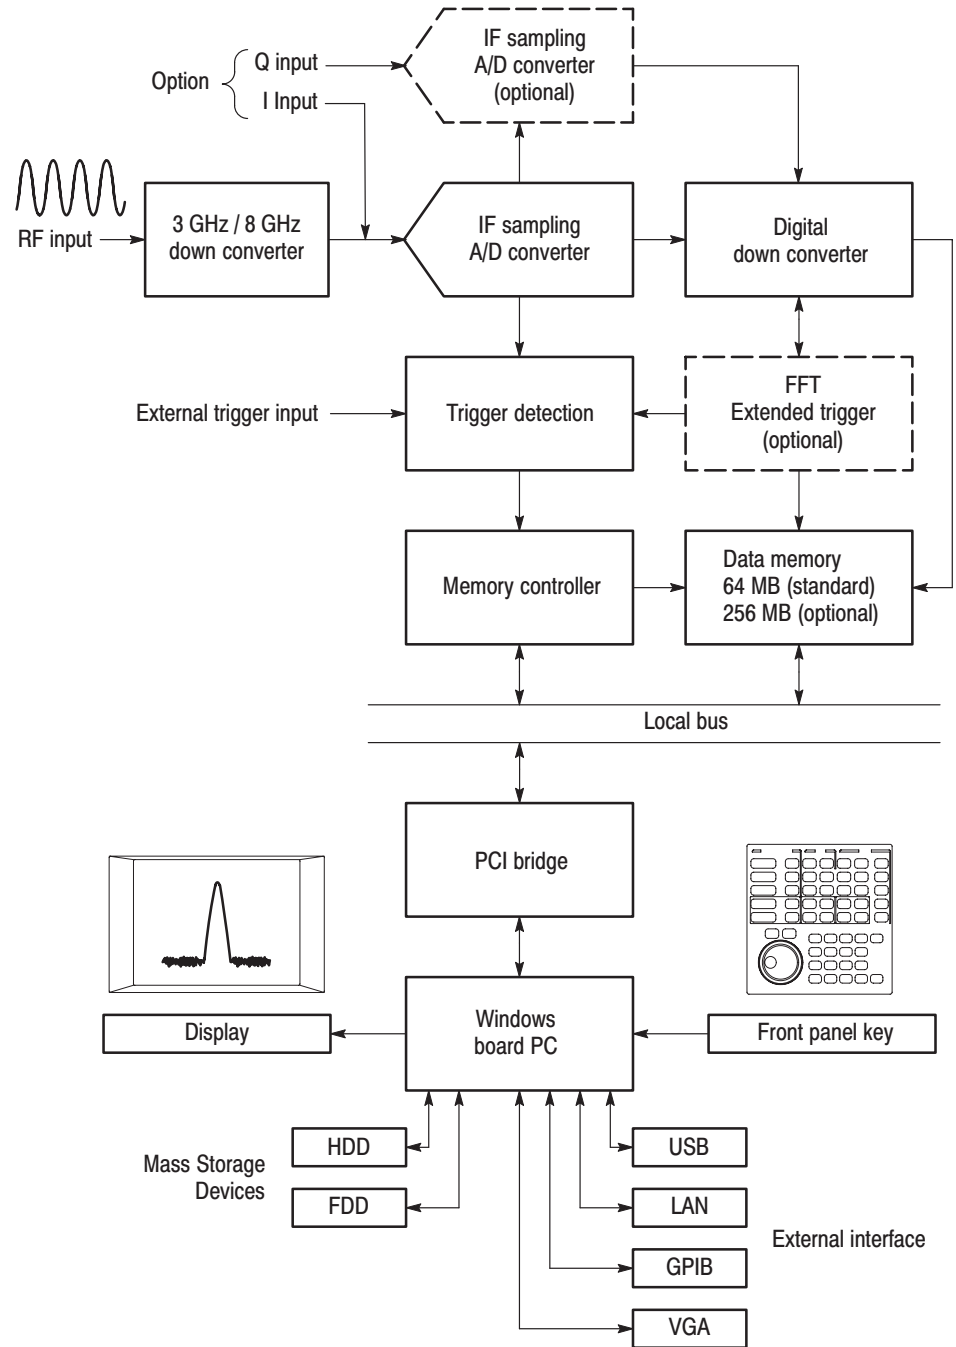 IF sampling
A/D converter
(optional)
Option
Q input
I Input
RF input
3 GHz / 8 GHz
down converter
IF sampling
A/D converter
Digital
down converter
External trigger input
Trigger detection
FFT
Extended trigger
(optional)
Memory controller
Data memory
64 MB (standard)
256 MB (optional)
Local bus
PCI bridge
Display
Windows
board PC
Front panel key
Mass Storage
Devices
HDD
FDD
USB
LAN
GPIB
VGA
External interface